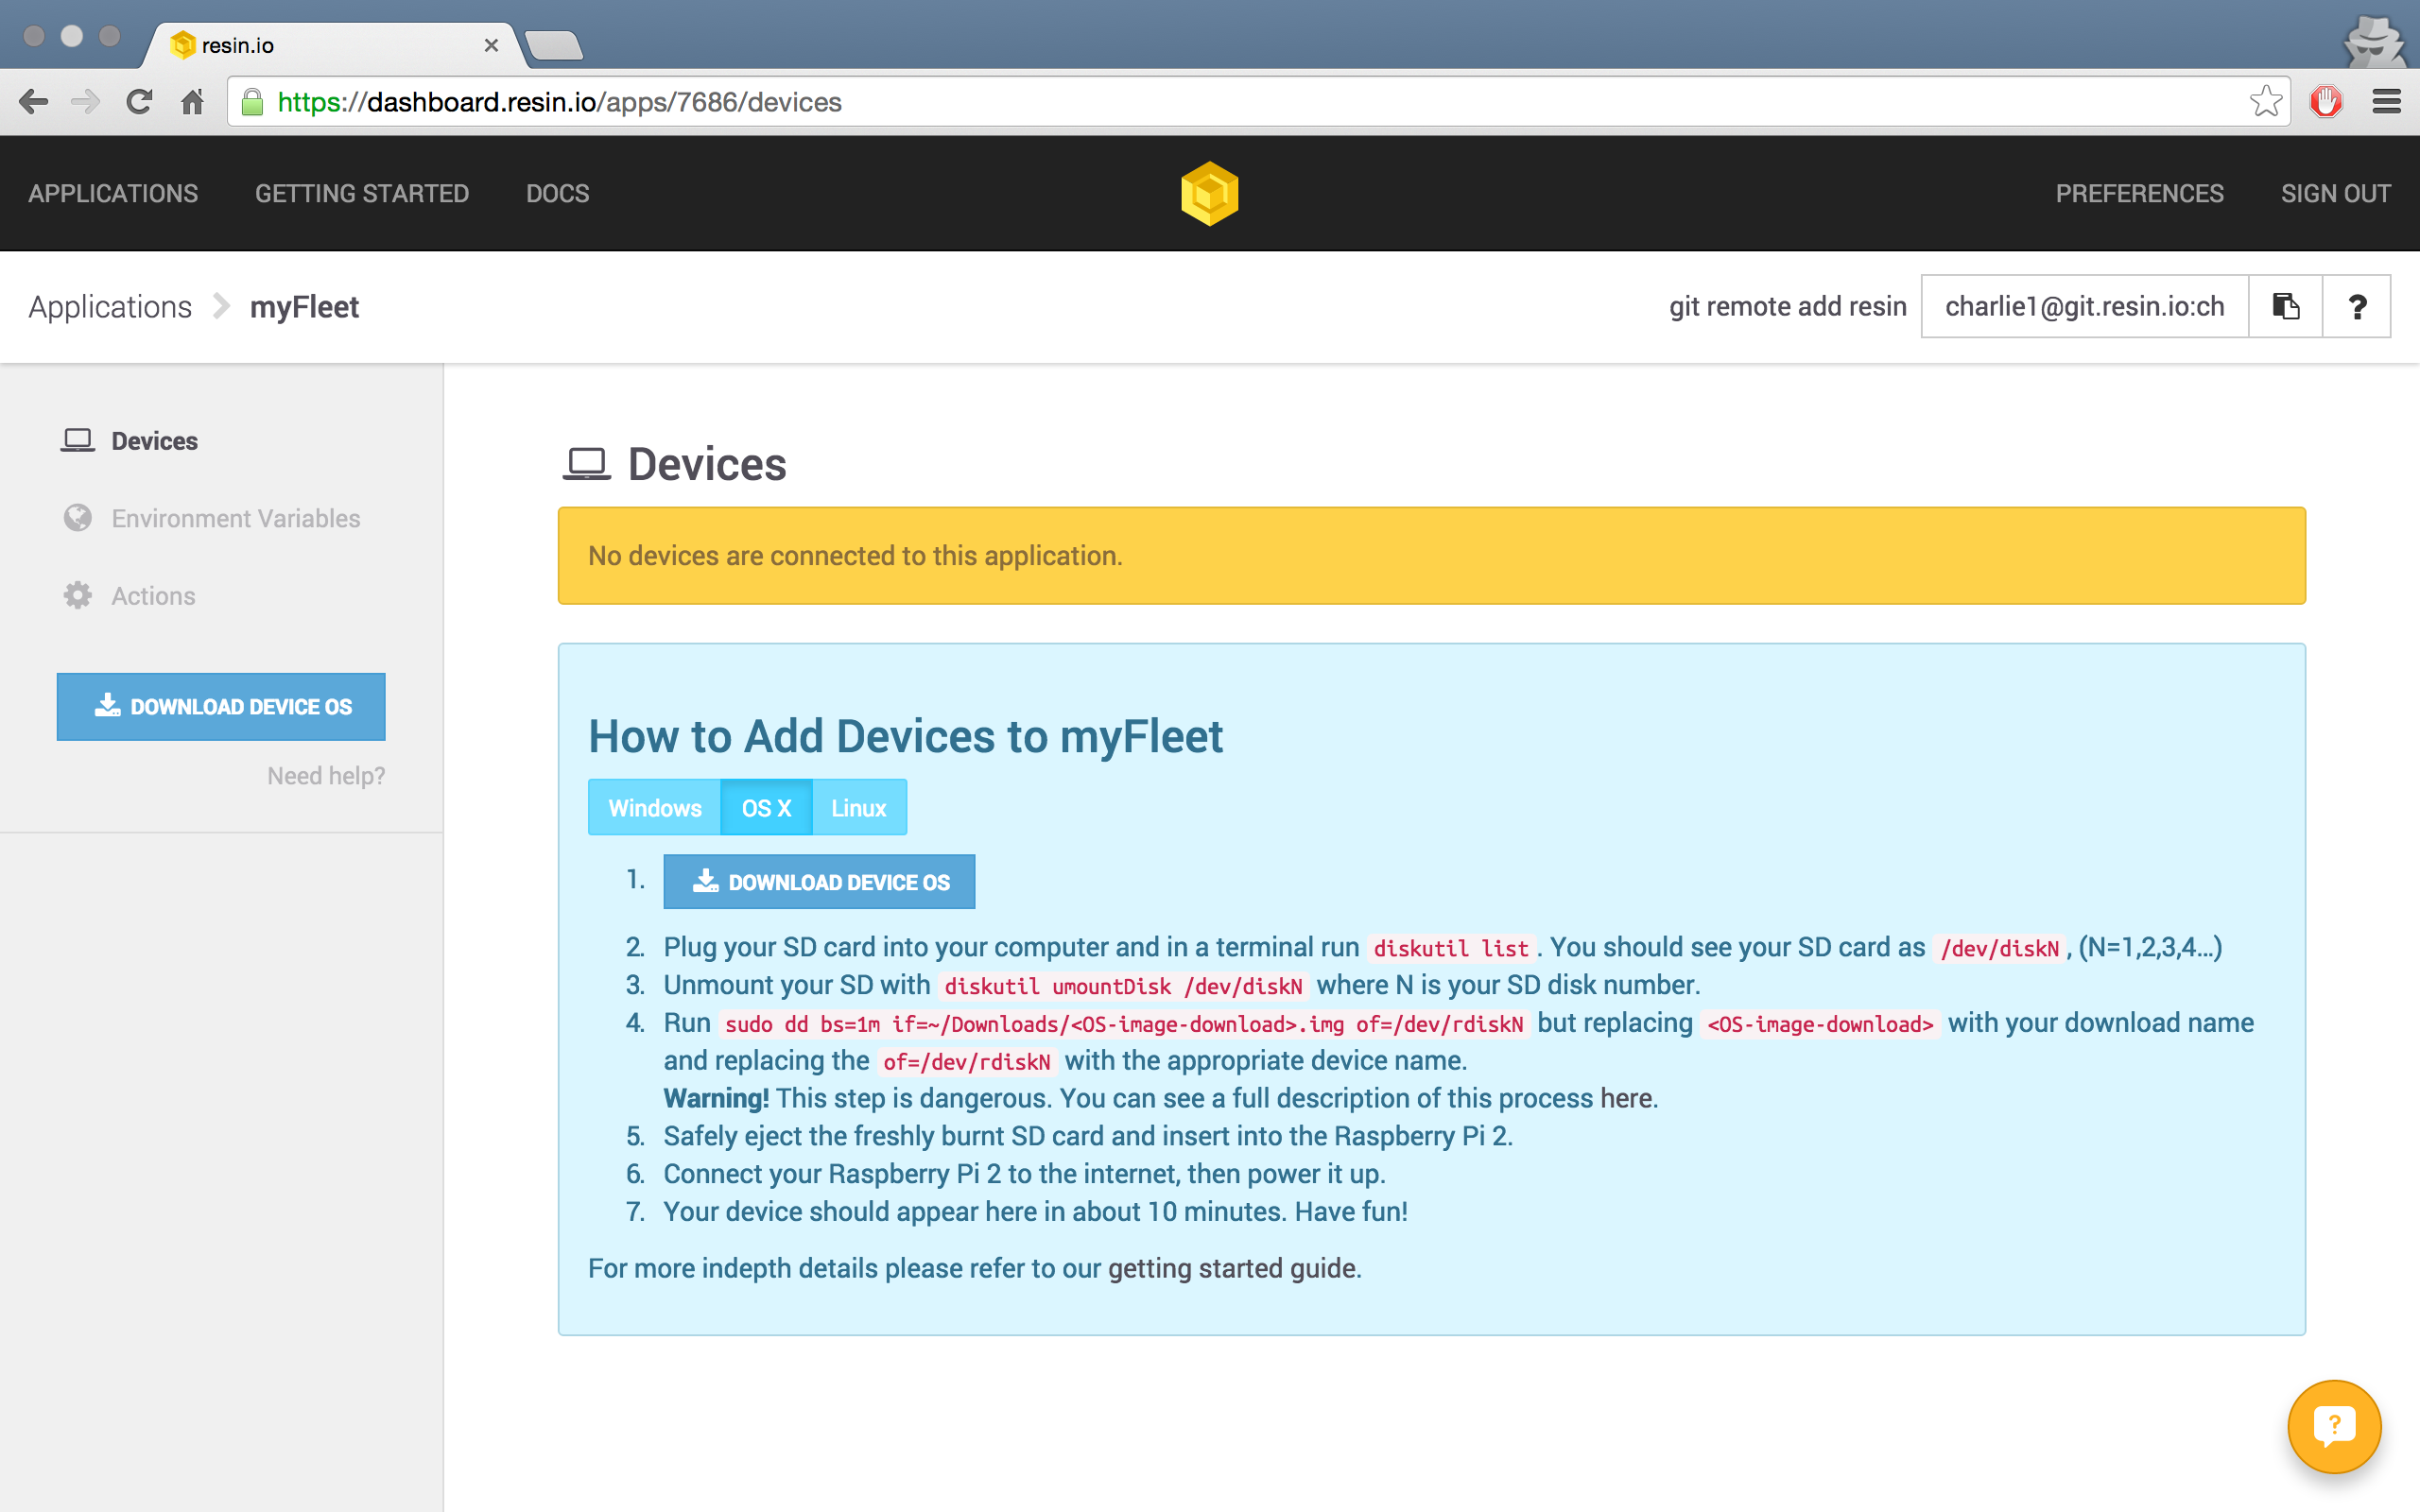 resin.io
https://dashboard.resin.io/apps/7686/devices
APPLICATIONS GETTING STARTED DOCS PREFERENCES SIGN OUT
Applications myFleet git remote add resin charlie1@git.resin.io:ch ?
Devices
Environment Variables
Actions
DOWNLOAD DEVICE OS
Need help?
Devices
No devices are connected to this application.
How to Add Devices to myFleet
Windows OS X Linux
1. DOWNLOAD DEVICE OS
2. Plug your SD card into your computer and in a terminal run diskutil list. You should see your SD card as /dev/diskN, (N=1,2,3,4...)
3. Unmount your SD with diskutil umountDisk /dev/diskN where N is your SD disk number.
4. Run sudo dd bs=1m if=~/Downloads/<OS-image-download>.img of=/dev/rdiskN but replacing <OS-image-download> with your download name
and replacing the of=/dev/rdiskN with the appropriate device name.
Warning! This step is dangerous. You can see a full description of this process here.
5. Safely eject the freshly burnt SD card and insert into the Raspberry Pi 2.
6. Connect your Raspberry Pi 2 to the internet, then power it up.
7. Your device should appear here in about 10 minutes. Have fun!
For more indepth details please refer to our getting started guide.
?